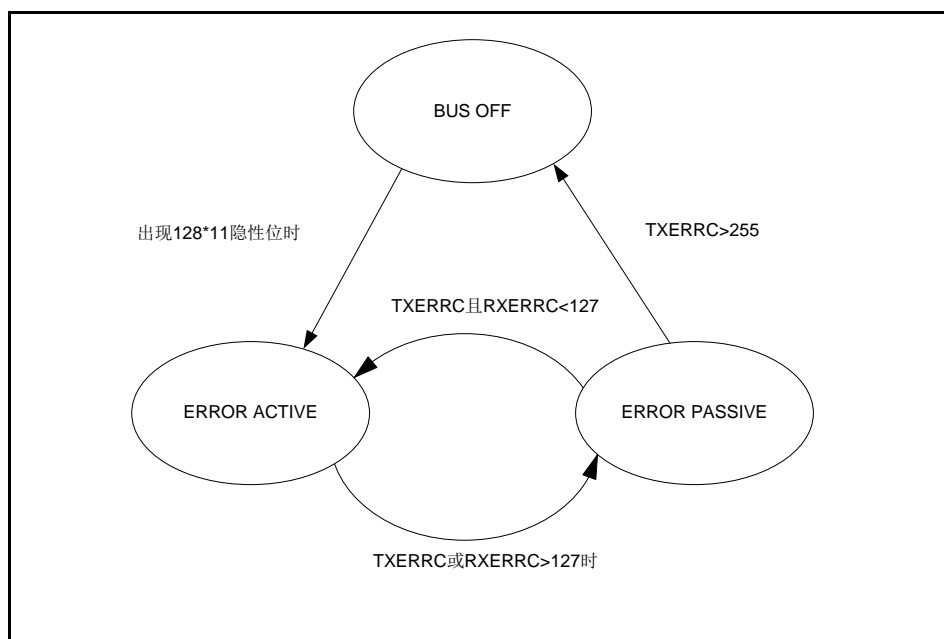 BUS OFF
出现128*11隐性位时
TXERRC>255
TXERRC且RXERRC<127
ERROR ACTIVE
ERROR PASSIVE
TXERRC或RXERRC>127时